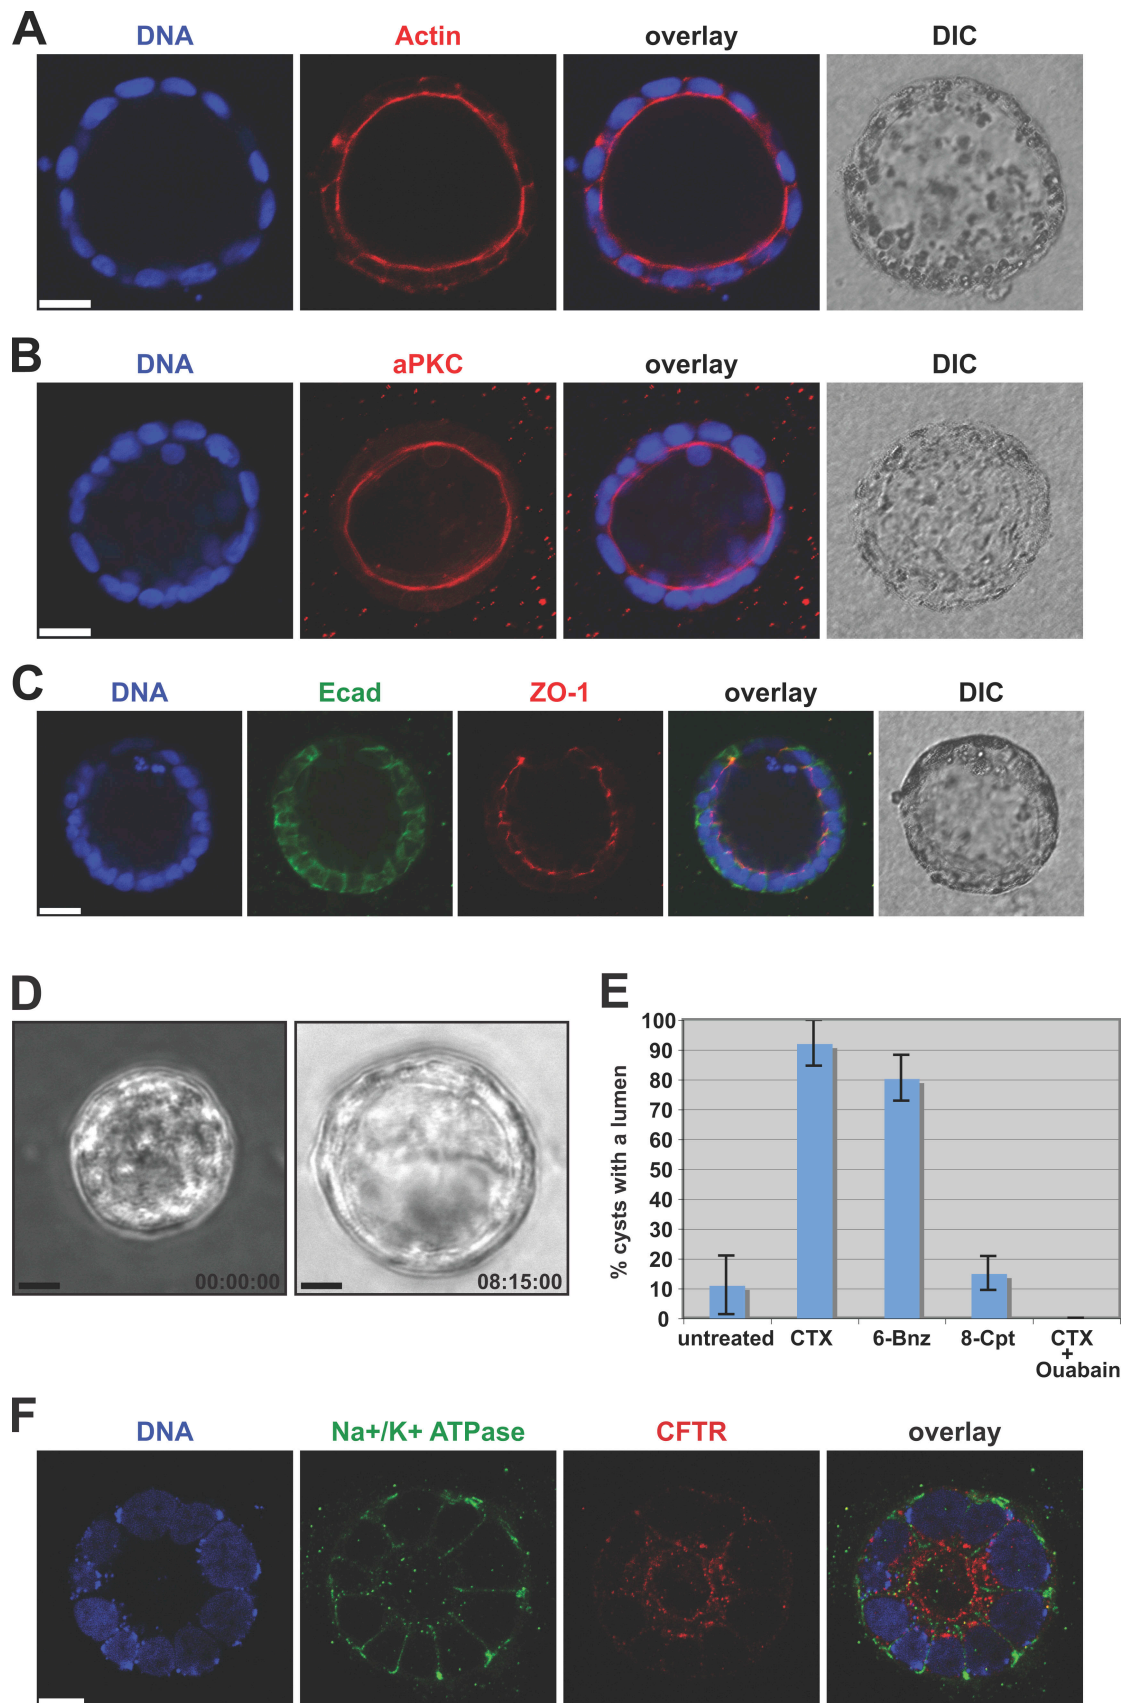 A
DNA Actin overlay DIC
B
DNA aPKC overlay DIC
C
DNA Ecad ZO-1 overlay DIC
D
00:00:00 08:15:00
E
% cysts with a lumen
100
90
80
70
60
50
40
30
20
10
0
untreated CTX 6-Bnz 8-Cpt CTX
+
Ouabain
F
DNA Na+/K+ ATPase CFTR overlay